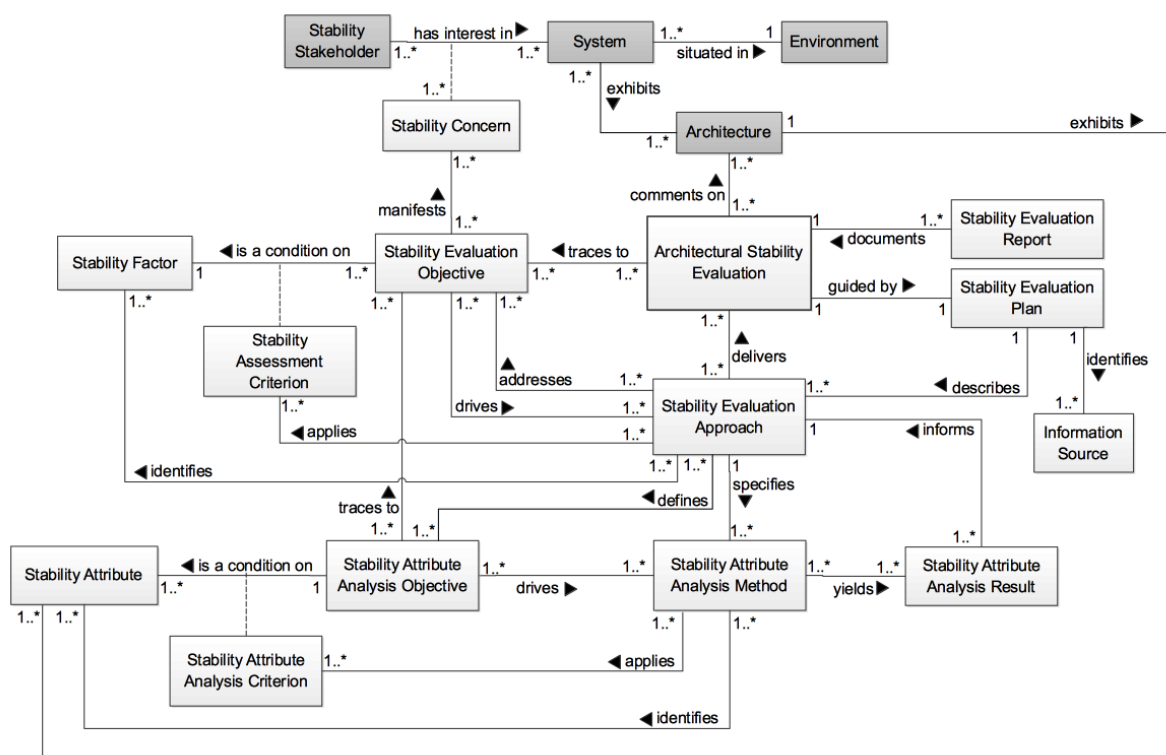 Stability
Stakeholder
has interest in
1..*
1..*
System
1..*
1
situated in
Environment
1..*
1..*
exhibits
Stability Concern
1..*
1..*
Architecture
1
exhibits
1..*
manifests
comments on
1..*
1..*
Stability Factor
1
is a condition on
1..*
Stability Evaluation
Objective
1..*
traces to
1..*
Architectural Stability
Evaluation
1
1..*
documents
Stability Evaluation
Report
guided by
1
1
Stability Evaluation
Plan
1..*
1..*
1..*
1..*
1..*
1
1
Stability
Assessment
Criterion
delivers
identifies
1..*
addresses
1..*
1..*
describes
drives
1..*
Stability Evaluation
Approach
1..*
1..*
applies
1..*
1
informs
Information
Source
identifies
1..*
1..*
1
specifies
defines
traces to
1..*
1..*
1..*
1..*
Stability Attribute
is a condition on
1..*
1
Stability Attribute
Analysis Objective
1..*
drives
1..*
Stability Attribute
Analysis Method
1..*
yields
1..*
Stability Attribute
Analysis Result
1..*
1..*
1..*
1..*
Stability Attribute
Analysis Criterion
1..*
applies
identifies